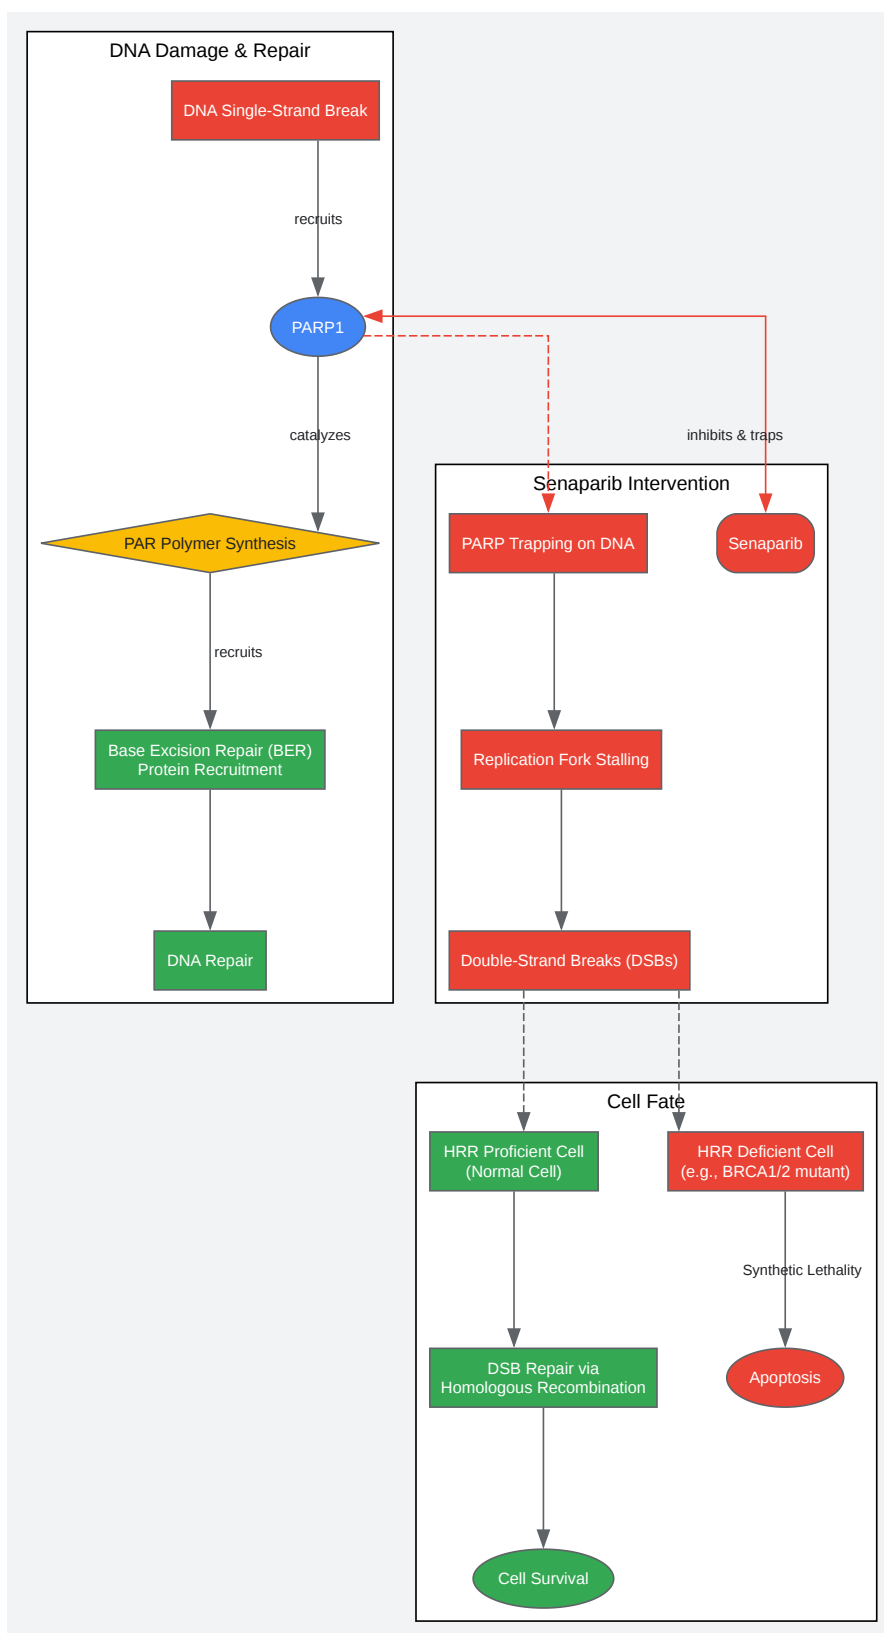 DNA Damage & Repair
DNA Single-Strand Break
recruits
PARP1
catalyzes
PAR Polymer Synthesis
recruits
Base Excision Repair (BER)
Protein Recruitment
DNA Repair
inhibits & traps
Senaparib Intervention
PARP Trapping on DNA
Senaparib
Replication Fork Stalling
Double-Strand Breaks (DSBs)
Cell Fate
HRR Proficient Cell
(Normal Cell)
HRR Deficient Cell
(e.g., BRCA1/2 mutant)
Synthetic Lethality
DSB Repair via
Homologous Recombination
Apoptosis
Cell Survival